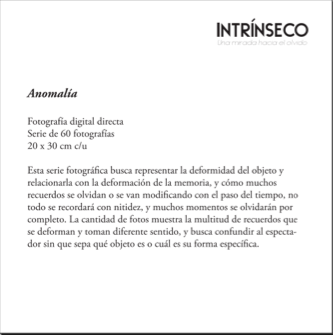 INTRÍNSECO
Una mirada hacia el olvido
Anomalía
Fotografía digital directa
Serie de 60 fotografías
20 x 30 cm c/u
Esta serie fotográfica busca representar la deformidad del objeto y
relacionarla con la deformación de la memoria, y cómo muchos
recuerdos se olvidan o se van modificando con el paso del tiempo, no
todo se recordará con nitidez, y muchos momentos se olvidarán por
completo. La cantidad de fotos muestra la multitud de recuerdos que
se deforman y toman diferente sentido, y busca confundir al especta-
dor sin que sepa qué objeto es o cuál es su forma específica.